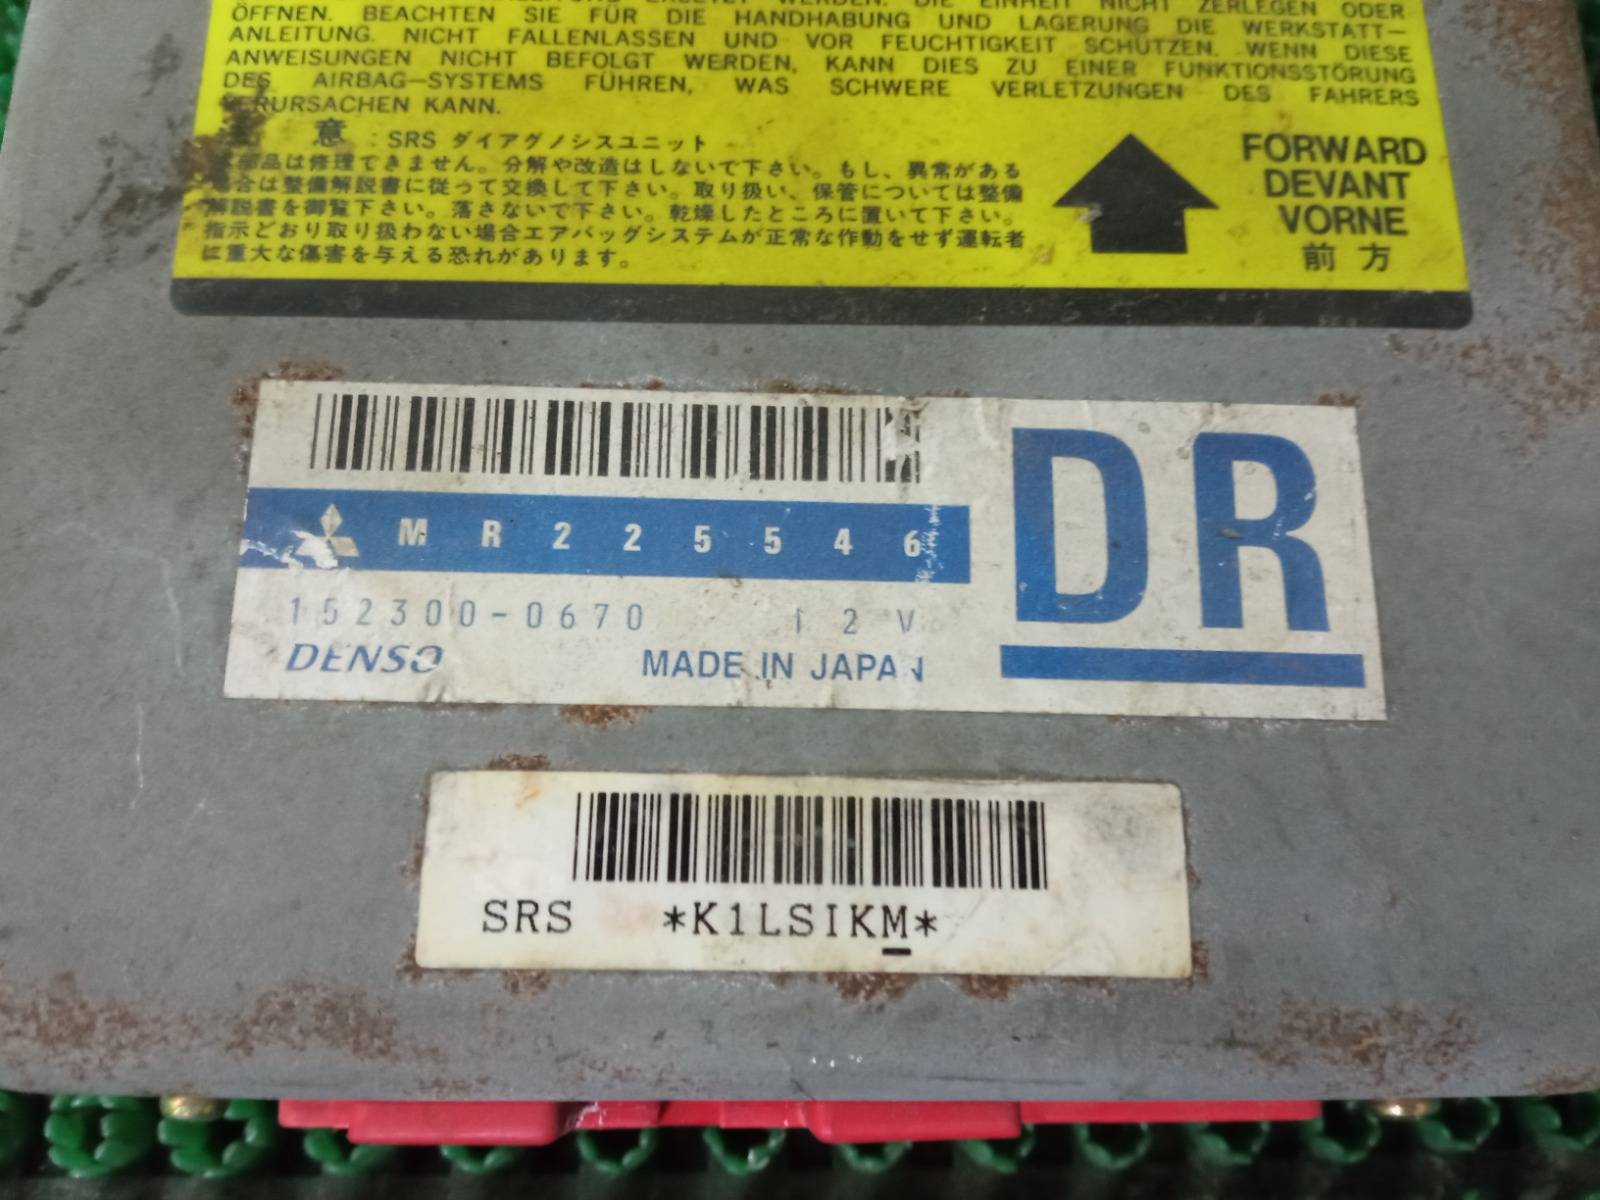 ÖFFNEN. BEACHTEN SIE FÜR DIE HANDHABUNG UND LAGERUNG DIE WERKSTATT-
ANLEITUNG. NICHT FALLENLASSEN UND VOR FEUCHTIGKEIT SCHÜTZEN. WENN DIESE
ANWEISUNGEN NICHT BEFOLGT WERDEN, KANN DIES ZU EINER FUNKTIONSSTÖRUNG
DES AIRBAG-SYSTEMS FÜHREN, WAS SCHWERE VERLETZUNGEN DES FAHRERS
VERURSACHEN KANN.
意 : SRS ダイアグノシスユニット
部品は修理できません。分解や改造はしないで下さい。もし、異常がある
場合は整備解説書に従って交換して下さい。取り扱い、保管については整備
解説書を御覧下さい。落さないで下さい。乾燥したところに置いて下さい。
指示どおり取り扱わない場合エアバッグシステムが正常な作動をせず運転者
に重大な傷害を与える恐れがあります。
FORWARD
DEVANT
VORNE
前方
MR225546
152300-0670 12V
DENSO MADE IN JAPAN
DR
SRS *K1LSIKM*